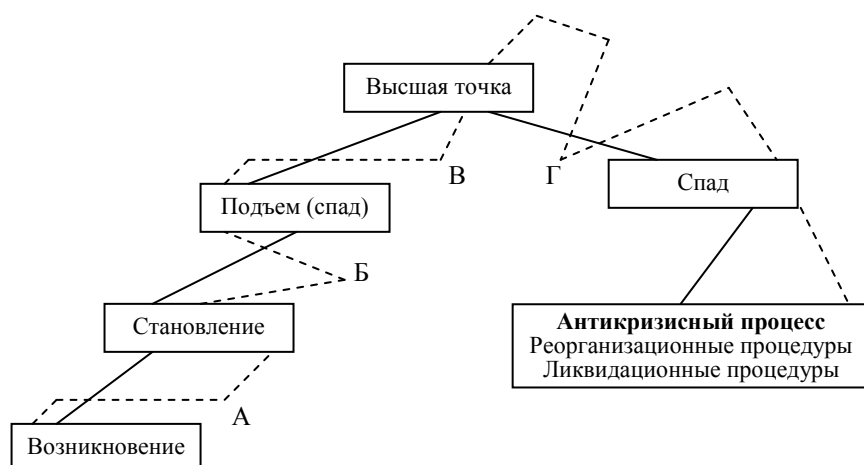 Высшая точка
В
Г
Подъем (спад)
Спад
Б
Становление
Антикризисный процесс
Реорганизационные процедуры
Ликвидационные процедуры
А
Возникновение